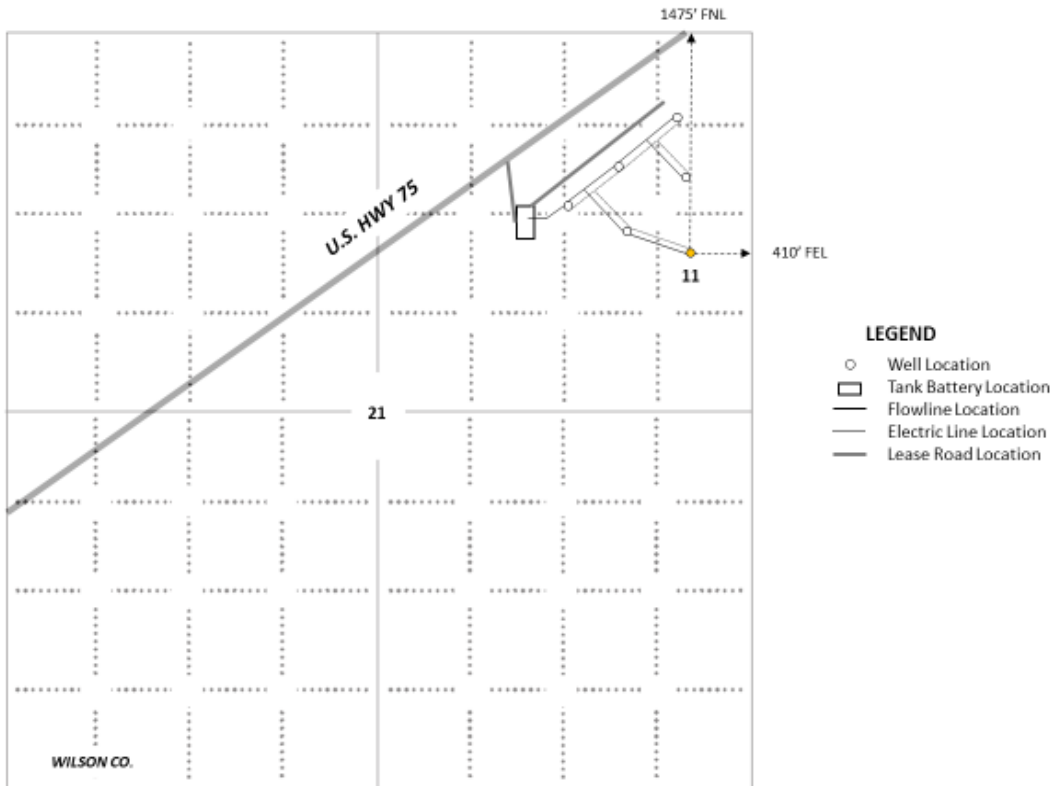 1475' FNL
U.S. HWY 75
410' FEL
11
LEGEND
Well Location
Tank Battery Location
Flowline Location
Electric Line Location
Lease Road Location
21
WILSON CO.